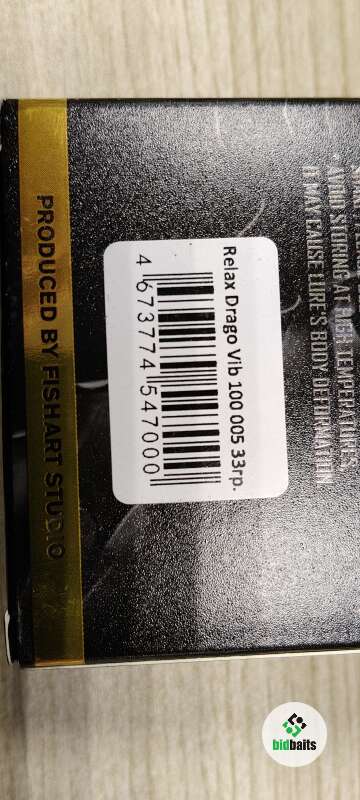 AVOID STORING AT HIGH TEMPERATURES,
IT MAY CAUSE LURE'S BODY DEFORMATION
Relax Drago Vib 100 005 33гр.
4 673774 547000
PRODUCED BY FISHART STUDIO
bidbaits